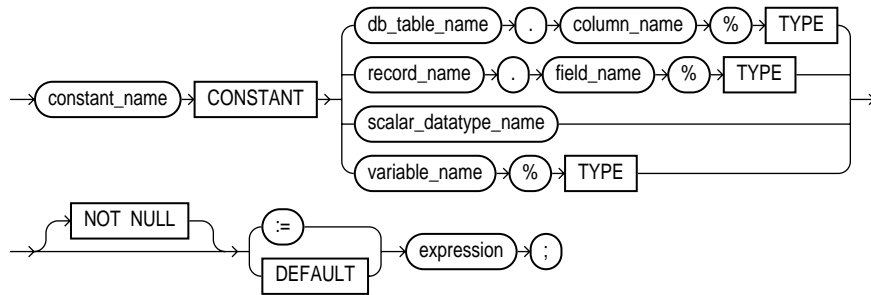 db_table_name . column_name % TYPE
record_name . field_name % TYPE
constant_name CONSTANT
scalar_datatype_name
variable_name % TYPE
NOT NULL
:=
expression ;
DEFAULT